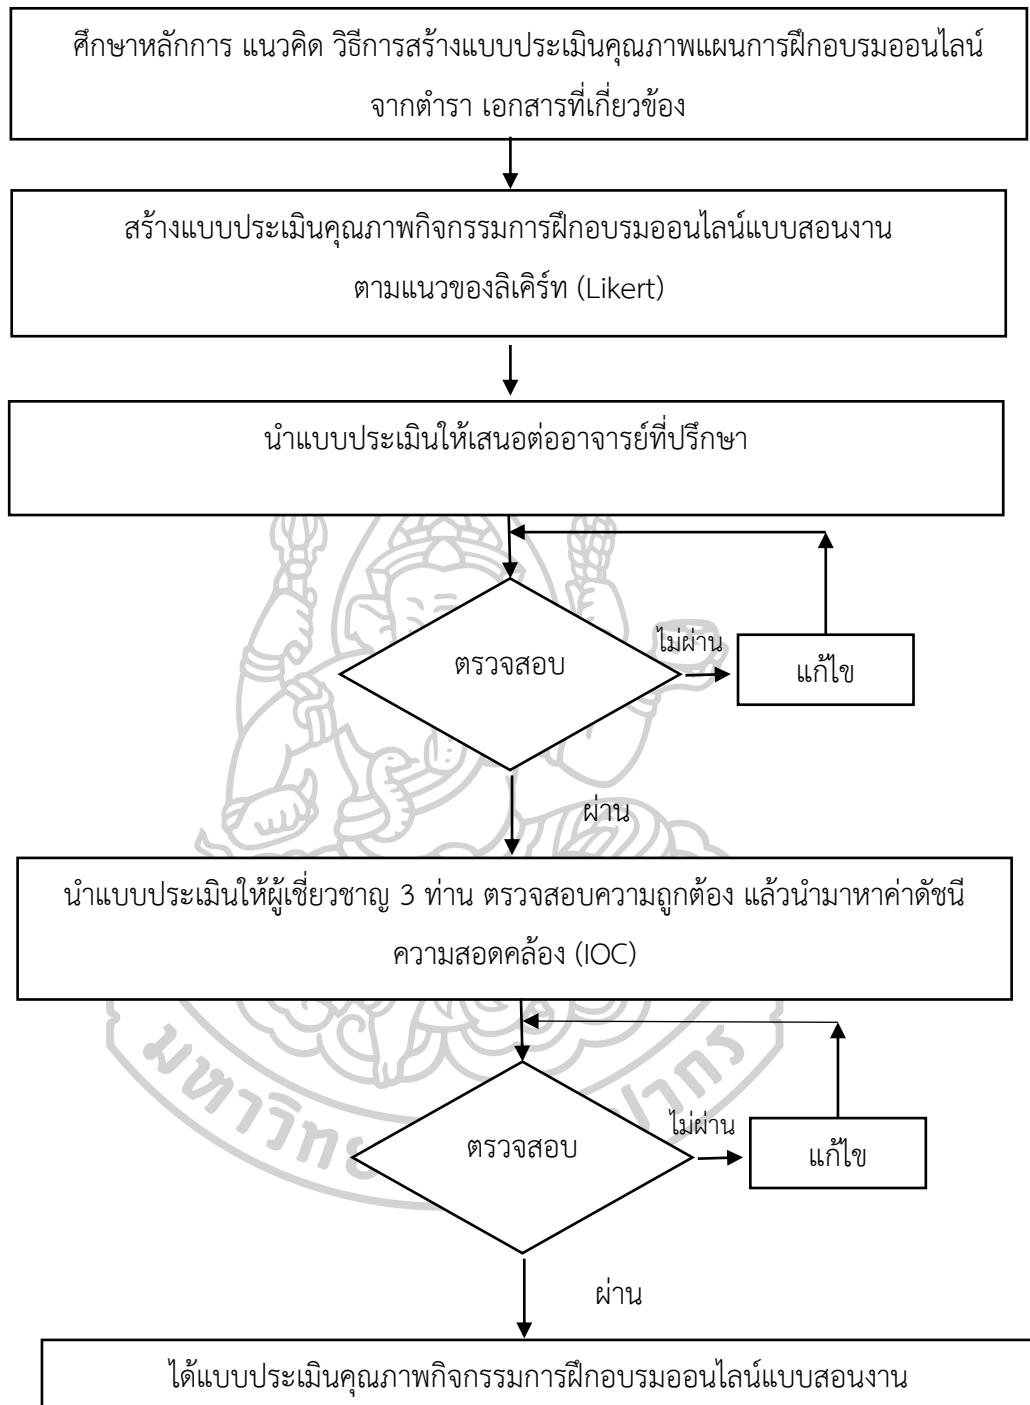 ศึกษาหลักการ แนวคิด วิธีการสร้างแบบประเมินคุณภาพแผนการฝึกอบรมออนไลน์
จากตำรา เอกสารที่เกี่ยวข้อง
สร้างแบบประเมินคุณภาพกิจกรรมการฝึกอบรมออนไลน์แบบสอนงาน
ตามแนวของลิเคิร์ท (Likert)
นำแบบประเมินให้เสนอต่ออาจารย์ที่ปรึกษา
ตรวจสอบ
ไม่ผ่าน
แก้ไข
ผ่าน
นำแบบประเมินให้ผู้เชี่ยวชาญ 3 ท่าน ตรวจสอบความถูกต้อง แล้วนำมาหาค่าดัชนี
ความสอดคล้อง (IOC)
ตรวจสอบ
ไม่ผ่าน
แก้ไข
ผ่าน
ได้แบบประเมินคุณภาพกิจกรรมการฝึกอบรมออนไลน์แบบสอนงาน